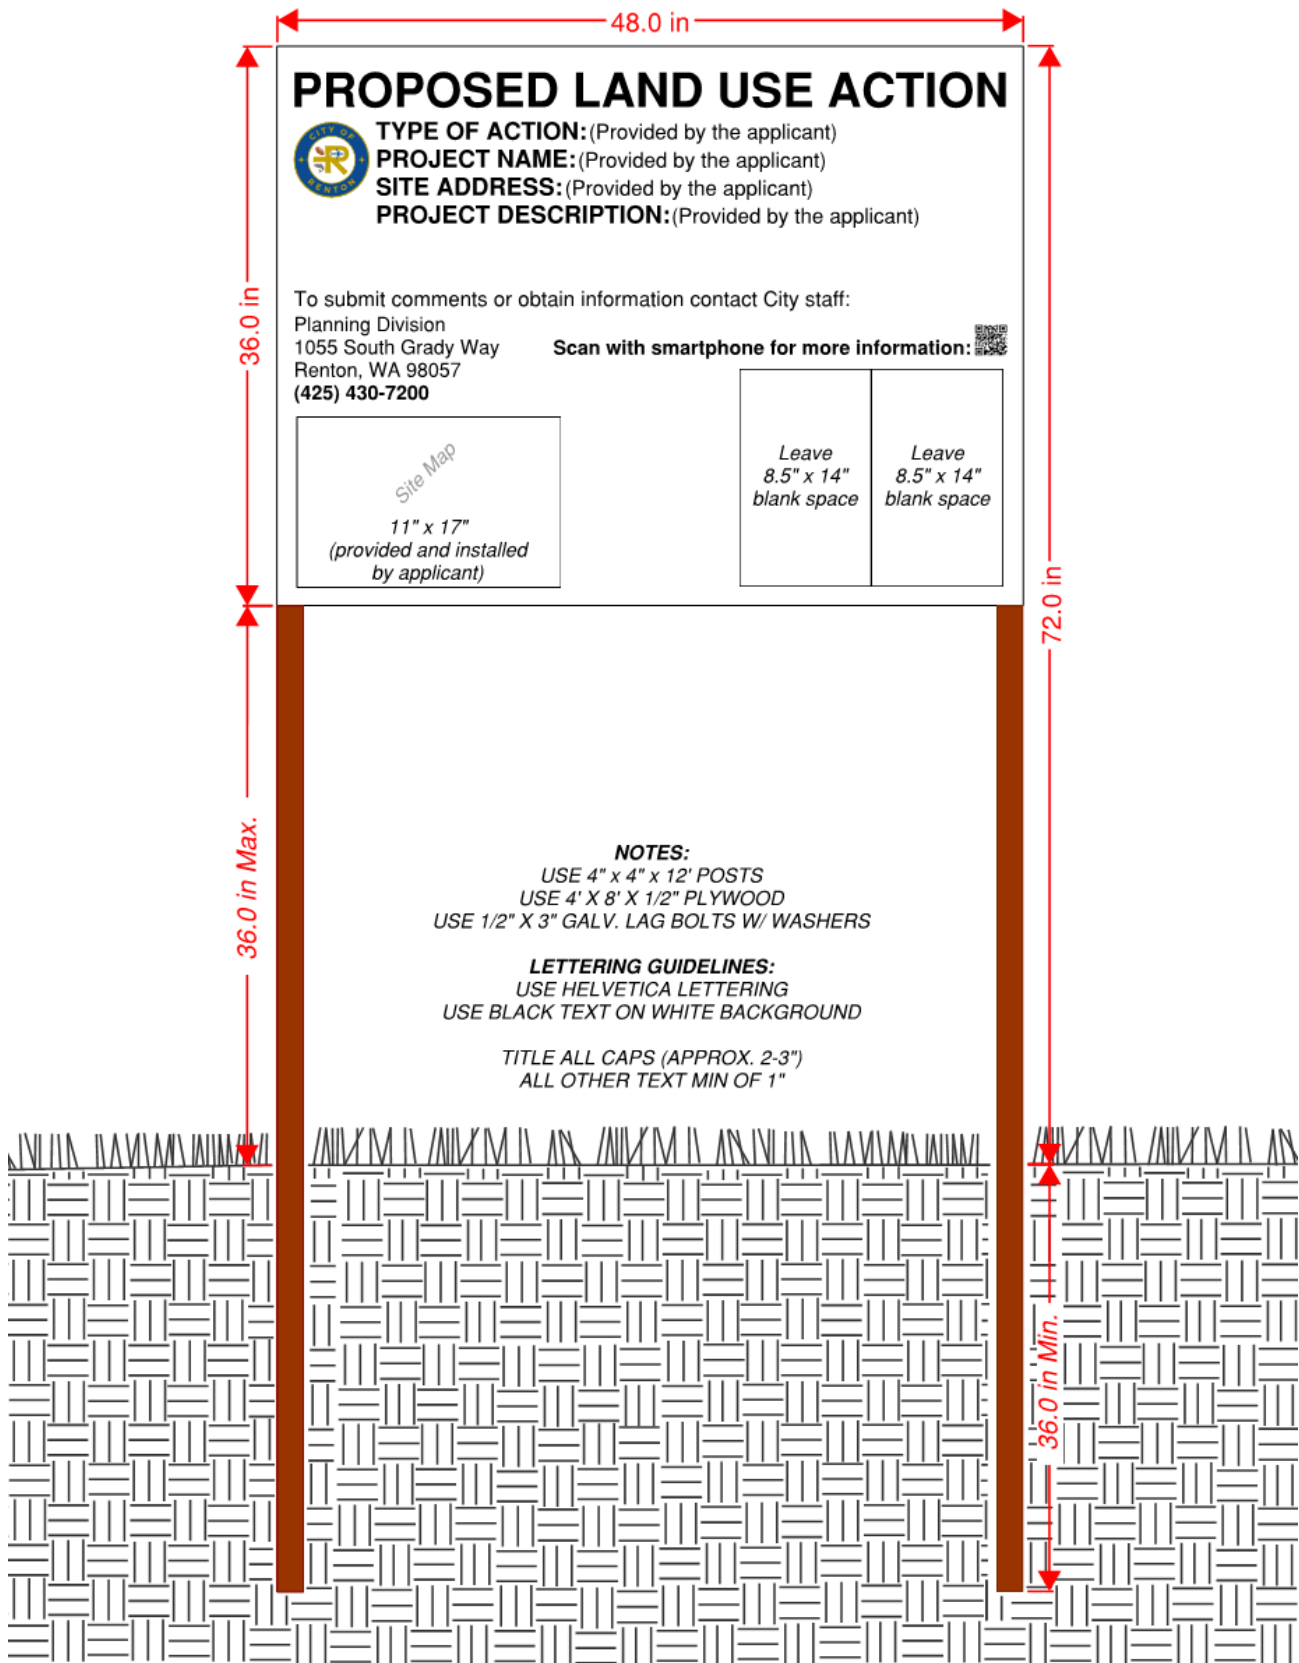 48.0 in
PROPOSED LAND USE ACTION
CITY OF
RENTON
TYPE OF ACTION: (Provided by the applicant)
PROJECT NAME: (Provided by the applicant)
SITE ADDRESS: (Provided by the applicant)
PROJECT DESCRIPTION: (Provided by the applicant)
36.0 in
To submit comments or obtain information contact City staff:
Planning Division
1055 South Grady Way
Renton, WA 98057
(425) 430-7200
Scan with smartphone for more information:
Site Map
11" x 17"
(provided and installed
by applicant)
Leave
8.5" x 14"
blank space
Leave
8.5" x 14"
blank space
72.0 in
36.0 in Max.
NOTES:
USE 4" x 4" x 12' POSTS
USE 4' X 8' X 1/2" PLYWOOD
USE 1/2" X 3" GALV. LAG BOLTS W/ WASHERS
LETTERING GUIDELINES:
USE HELVETICA LETTERING
USE BLACK TEXT ON WHITE BACKGROUND
TITLE ALL CAPS (APPROX. 2-3")
ALL OTHER TEXT MIN OF 1"
36.0 in Min.